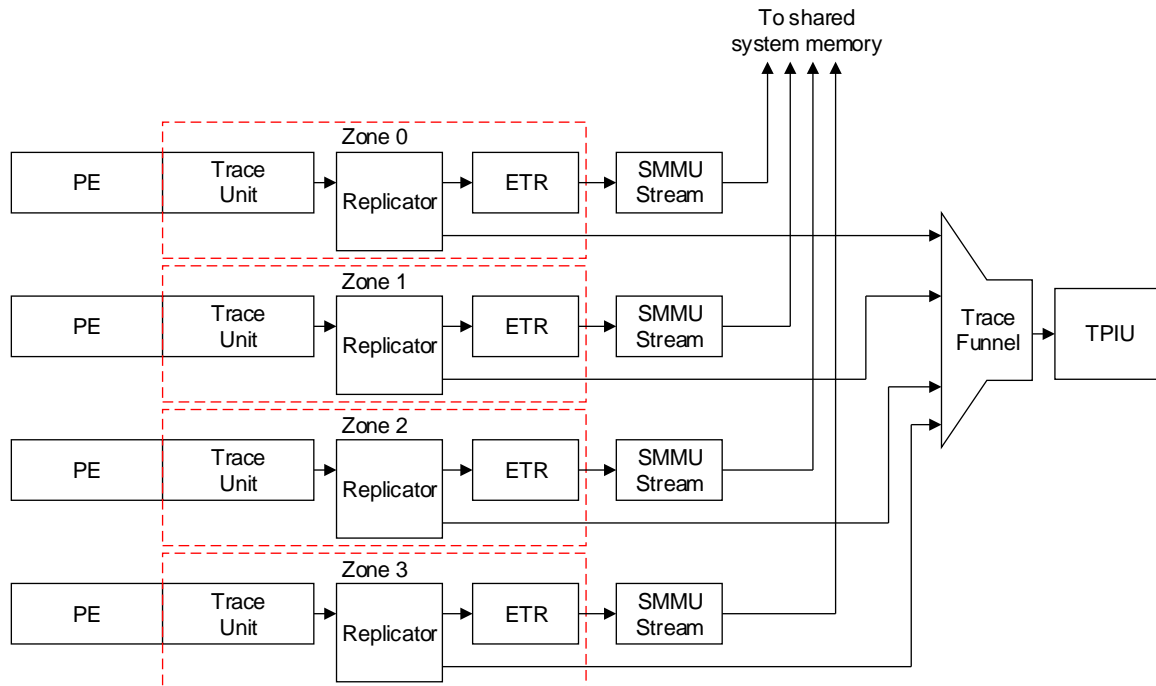 To shared
system memory
Zone 0
PE
Trace
Unit
Replicator
ETR
SMMU
Stream
Zone 1
PE
Trace
Unit
Replicator
ETR
SMMU
Stream
Trace
Funnel
TPIU
Zone 2
PE
Trace
Unit
Replicator
ETR
SMMU
Stream
Zone 3
PE
Trace
Unit
Replicator
ETR
SMMU
Stream